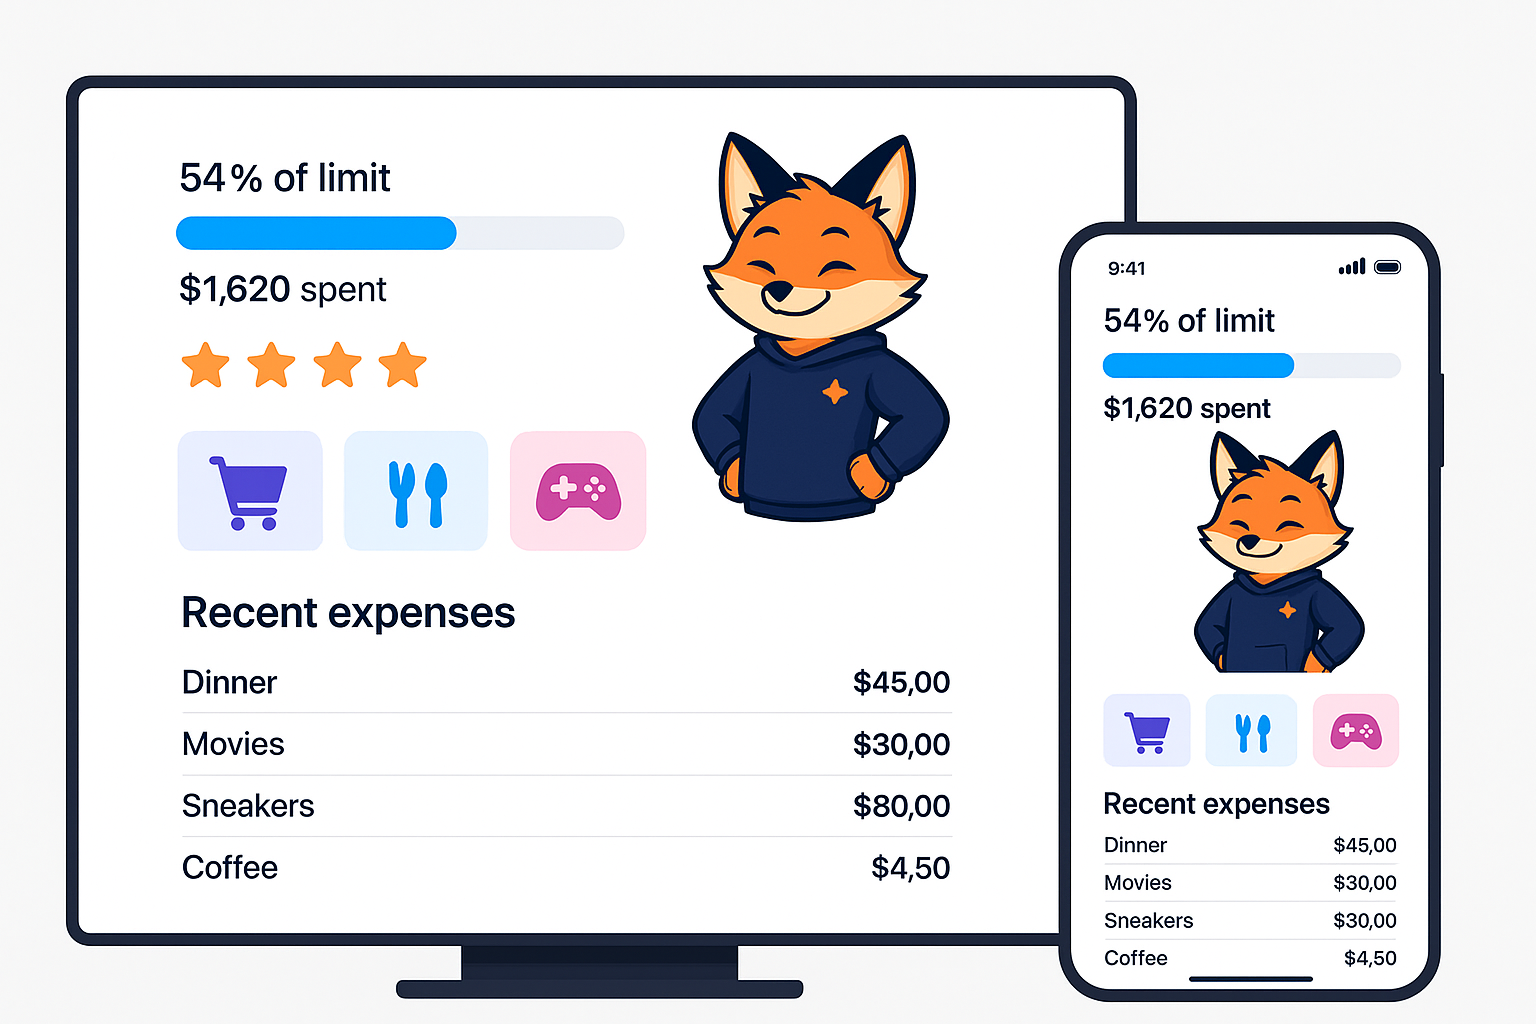 54% of limit
$1,620 spent
Recent expenses
Dinner $45,00
Movies $30,00
Sneakers $80,00
Coffee $4,50
9:41
54% of limit
$1,620 spent
Recent expenses
Dinner $45,00
Movies $30,00
Sneakers $30,00
Coffee $4,50